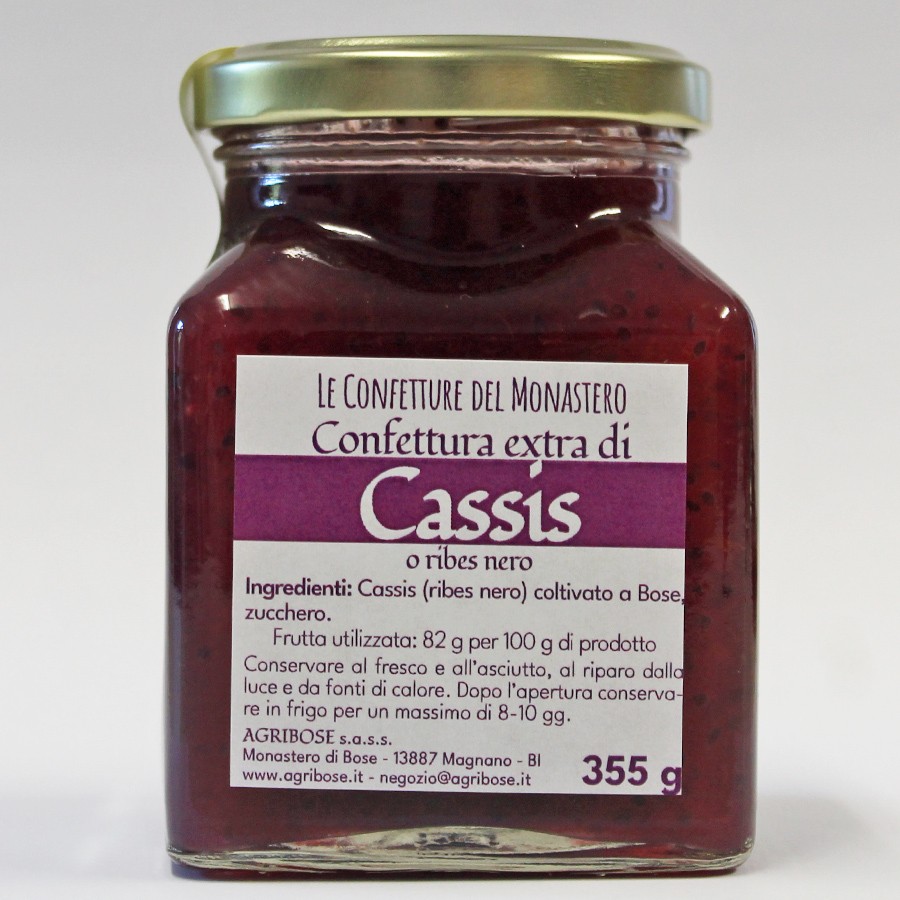 Le Confetture del Monastero
Confettura extra di
Cassis
o ribes nero
Ingredienti: Cassis (ribes nero) coltivato a Bose,
zucchero.
Frutta utilizzata: 82 g per 100 g di prodotto
Conservare al fresco e all'asciutto, al riparo dalla
luce e da fonti di calore. Dopo l'apertura conserva-
re in frigo per un massimo di 8-10 gg.
AGRIBOSE s.a.s.s.
Monastero di Bose - 13887 Magnano - BI
www.agribose.it - negozio@agribose.it
355 g